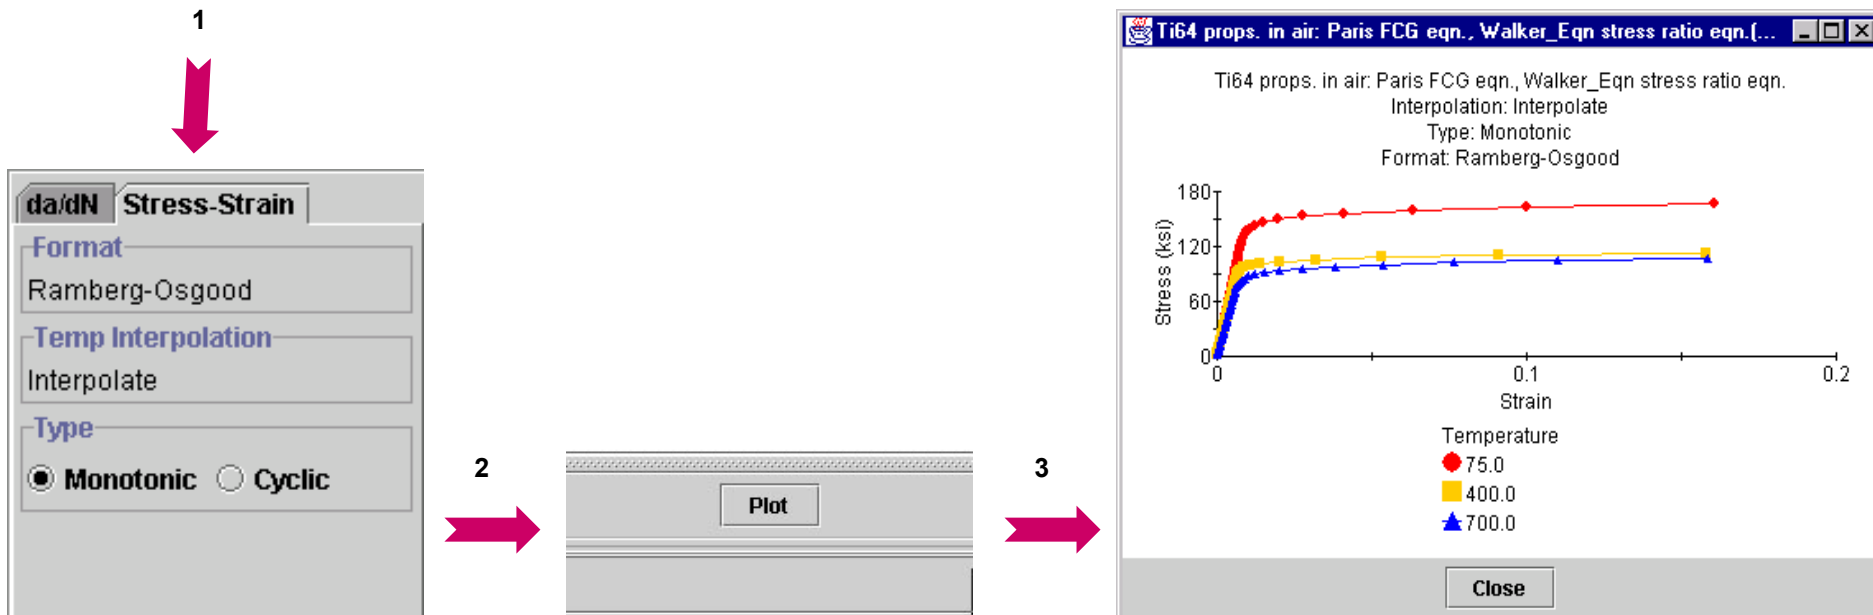 1
da/dN Stress-Strain
Format
Ramberg-Osgood
Temp Interpolation
Interpolate
Type
Monotonic Cyclic
2
Plot
3
Ti64 props. in air: Paris FCG eqn., Walker_Eqn stress ratio eqn.(...
Ti64 props. in air: Paris FCG eqn., Walker_Eqn stress ratio eqn.
Interpolation: Interpolate
Type: Monotonic
Format: Ramberg-Osgood
180
120
60
0
Stress (ksi)
0 0.1 0.2
Strain
Temperature
75.0
400.0
700.0
Close